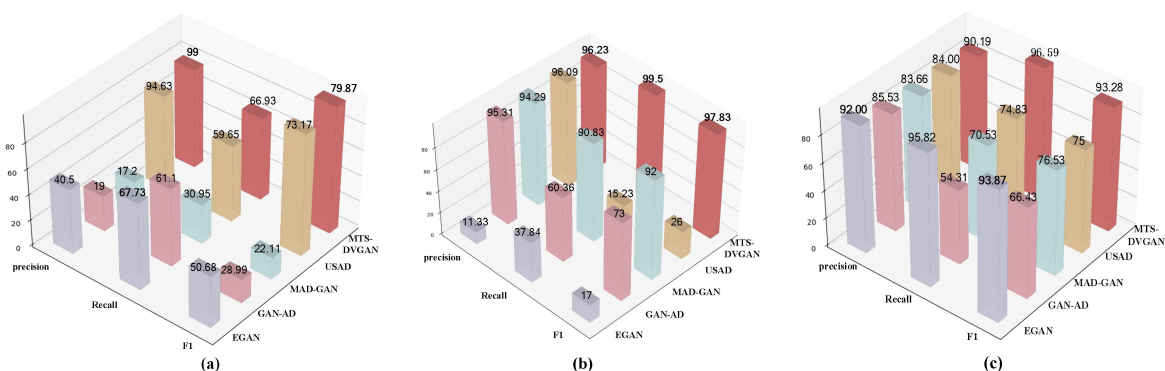 99
94.63
79.87
66.93
73.17
59.65
17.2
61.1
40.5
19
67.73
30.95
22.11
50.68
28.99
80
60
40
20
0
precision
Recall
F1
EGAN
GAN-AD
MAD-GAN
USAD
MTS-
DVGAN
(a)
96.23
96.09
99.5
94.29
95.31
97.83
90.83
92
60.36
15.23
26
73
11.33
37.84
17
80
60
40
20
0
precision
Recall
F1
EGAN
GAN-AD
MAD-GAN
USAD
MTS-
DVGAN
(b)
90.19
96.59
84.00
83.66
93.28
85.53
92.00
74.83
70.53
75
95.82
76.53
54.31
93.87
66.43
80
60
40
20
0
precision
Recall
F1
EGAN
GAN-AD
MAD-GAN
USAD
MTS-
DVGAN
(c)